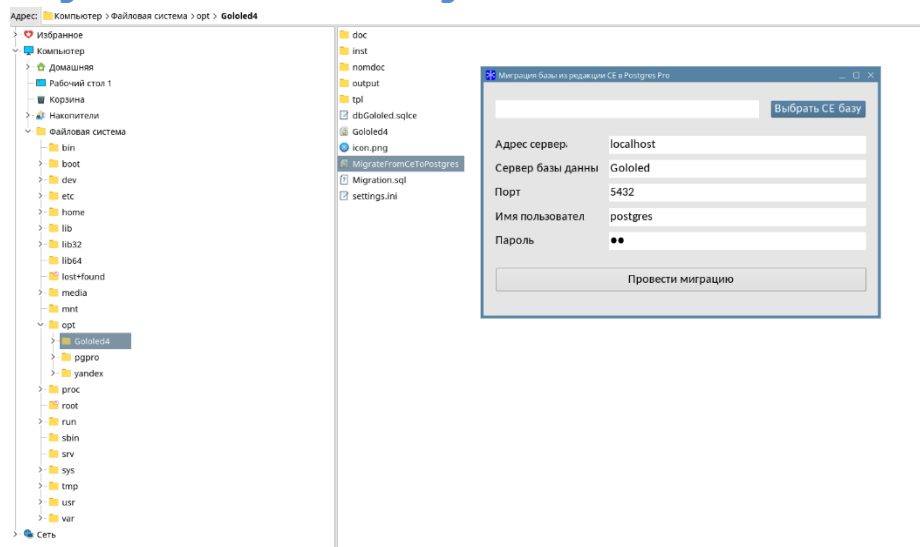 Адрес: Компьютер > Файловая система > opt > Gololed4
Избранное
Компьютер
Домашняя
Рабочий стол 1
Корзина
Накопители
Файловая система
bin
boot
dev
etc
home
lib
lib32
lib64
lost+found
media
mnt
opt
Gololed4
pgpro
yandex
proc
root
run
sbin
srv
sys
tmp
usr
var
Сеть
doc
inst
nomdoc
output
tpl
dbGololed.sqlce
Gololed4
icon.png
MigrateFromCeToPostgres
Migration.sql
settings.ini
Миграция базы из редакции CE в Postgres Pro
Выбрать CE базу
Адрес сервер. localhost
Сервер базы данны Gololed
Порт 5432
Имя пользовател postgres
Пароль ●●
Провести миграцию